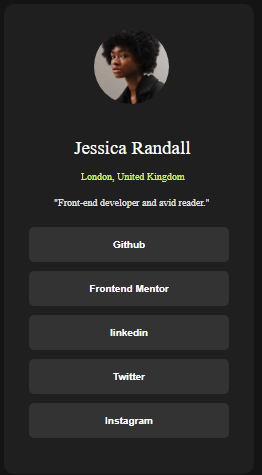 Jessica Randall
London, United Kingdom
"Front-end developer and avid reader."
Github
Frontend Mentor
linkedin
Twitter
Instagram